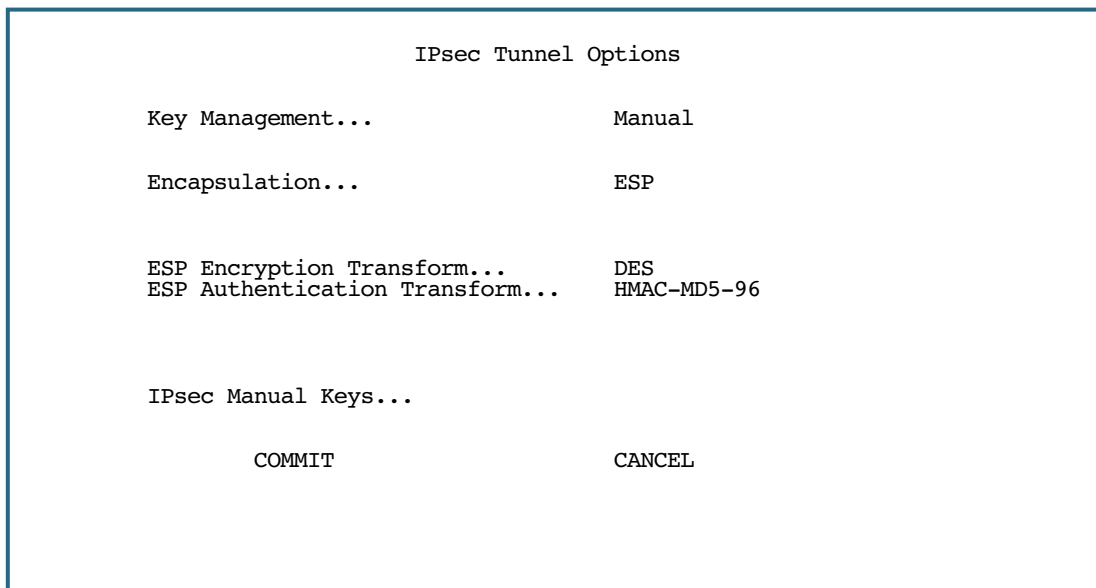 IPsec Tunnel Options
Key Management... Manual
Encapsulation... ESP
ESP Encryption Transform... DES
ESP Authentication Transform... HMAC-MD5-96
IPsec Manual Keys...
COMMIT CANCEL